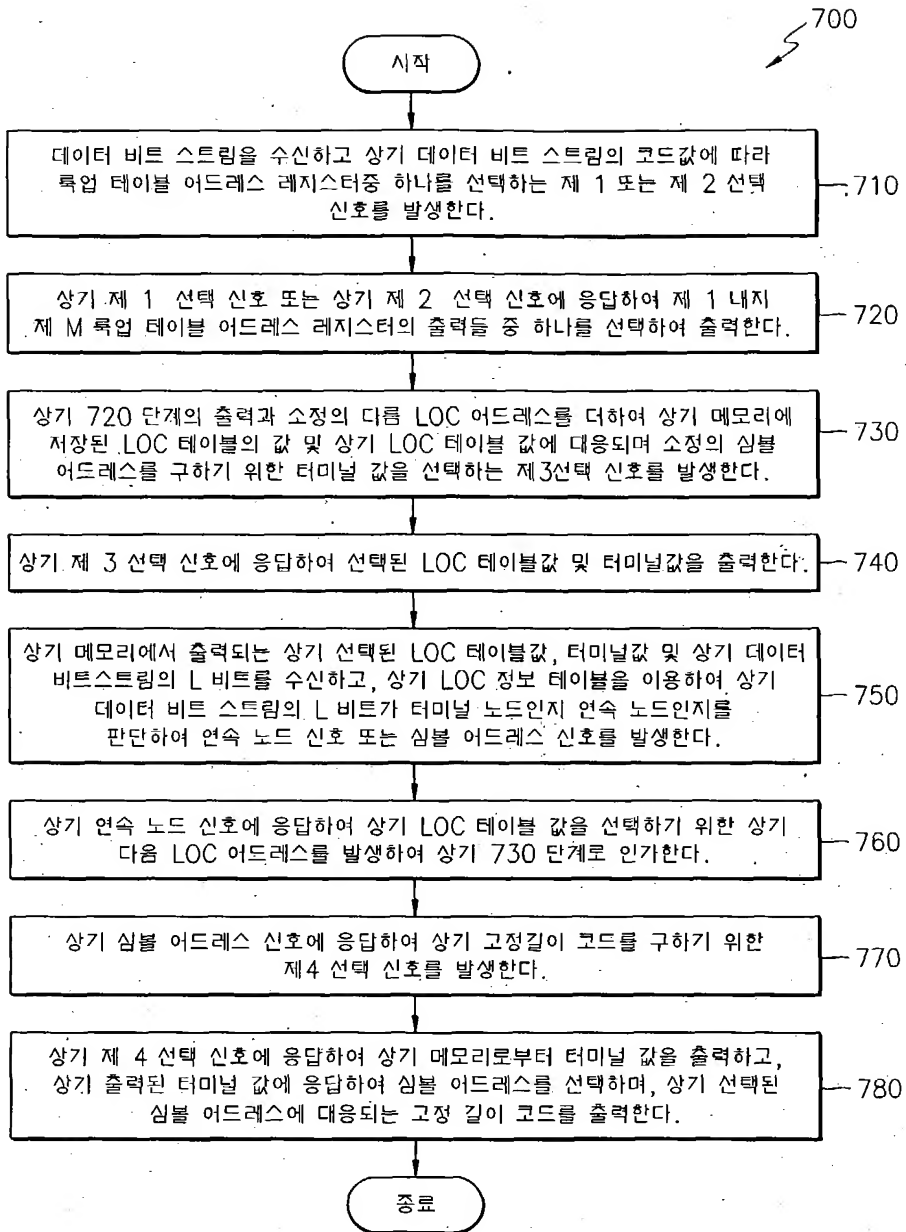 700
시작
데이터 비트 스트림을 수신하고 상기 데이터 비트 스트림의 코드값에 따라
룩업 테이블 어드레스 레지스터중 하나를 선택하는 제 1 또는 제 2 선택
신호를 발생한다.
710
상기 제 1 선택 신호 또는 상기 제 2 선택 신호에 응답하여 제 1 내지
제 M 룩업 테이블 어드레스 레지스터의 출력들 중 하나를 선택하여 출력한다.
720
상기 720 단계의 출력과 소정의 다름 LOC 어드레스를 더하여 상기 메모리에
저장된 LOC 테이블의 값 및 상기 LOC 테이블 값에 대응되며 소정의 심볼
어드레스를 구하기 위한 터미널 값을 선택하는 제3선택 신호를 발생한다.
730
상기 제 3 선택 신호에 응답하여 선택된 LOC 테이블값 및 터미널값을 출력한다.
740
상기 메모리에서 출력되는 상기 선택된 LOC 테이블값, 터미널값 및 상기 데이터
비트스트림의 L 비트를 수신하고, 상기 LOC 정보 테이블을 이용하여 상기
데이터 비트 스트림의 L 비트가 터미널 노드인지 연속 노드인지를
판단하여 연속 노드 신호 또는 심볼 어드레스 신호를 발생한다.
750
상기 연속 노드 신호에 응답하여 상기 LOC 테이블 값을 선택하기 위한 상기
다음 LOC 어드레스를 발생하여 상기 730 단계로 인가한다.
760
상기 심볼 어드레스 신호에 응답하여 상기 고정길이 코드를 구하기 위한
제4 선택 신호를 발생한다.
770
상기 제 4 선택 신호에 응답하여 상기 메모리로부터 터미널 값을 출력하고,
상기 출력된 터미널 값에 응답하여 심볼 어드레스를 선택하며, 상기 선택된
심볼 어드레스에 대응되는 고정 길이 코드를 출력한다.
780
종료